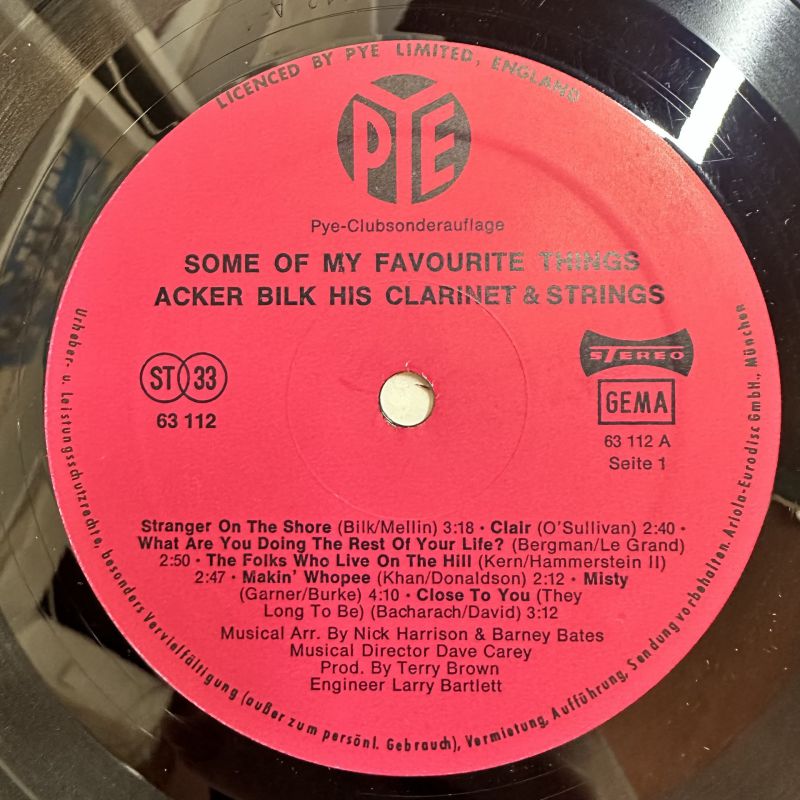 LICENCED BY PYE LIMITED, ENGLAND
PYE
Pye-Clubsonderauflage
SOME OF MY FAVOURITE THINGS
ACKER BILK HIS CLARINET & STRINGS
ST 33
63 112
STEREO
GEMA
63 112 A
Seite 1
Stranger On The Shore (Bilk/Mellin) 3:18 · Clair (O'Sullivan) 2:40 ·
What Are You Doing The Rest Of Your Life? (Bergman/Le Grand)
2:50 · The Folks Who Live On The Hill (Kern/Hammerstein II)
2:47 · Makin' Whopee (Khan/Donaldson) 2:12 · Misty
(Garner/Burke) 4:10 · Close To You (They
Long To Be) (Bacharach/David) 3:12
Musical Arr. By Nick Harrison & Barney Bates
Musical Director Dave Carey
Prod. By Terry Brown
Engineer Larry Bartlett
Urheber- u. Leistungsschutzrechte, besonders Vervielfältigung (außer zum persönl. Gebrauch), Vermietung, Aufführung, Sendung vorbehalten. Ariola-Eurodisc GmbH., München